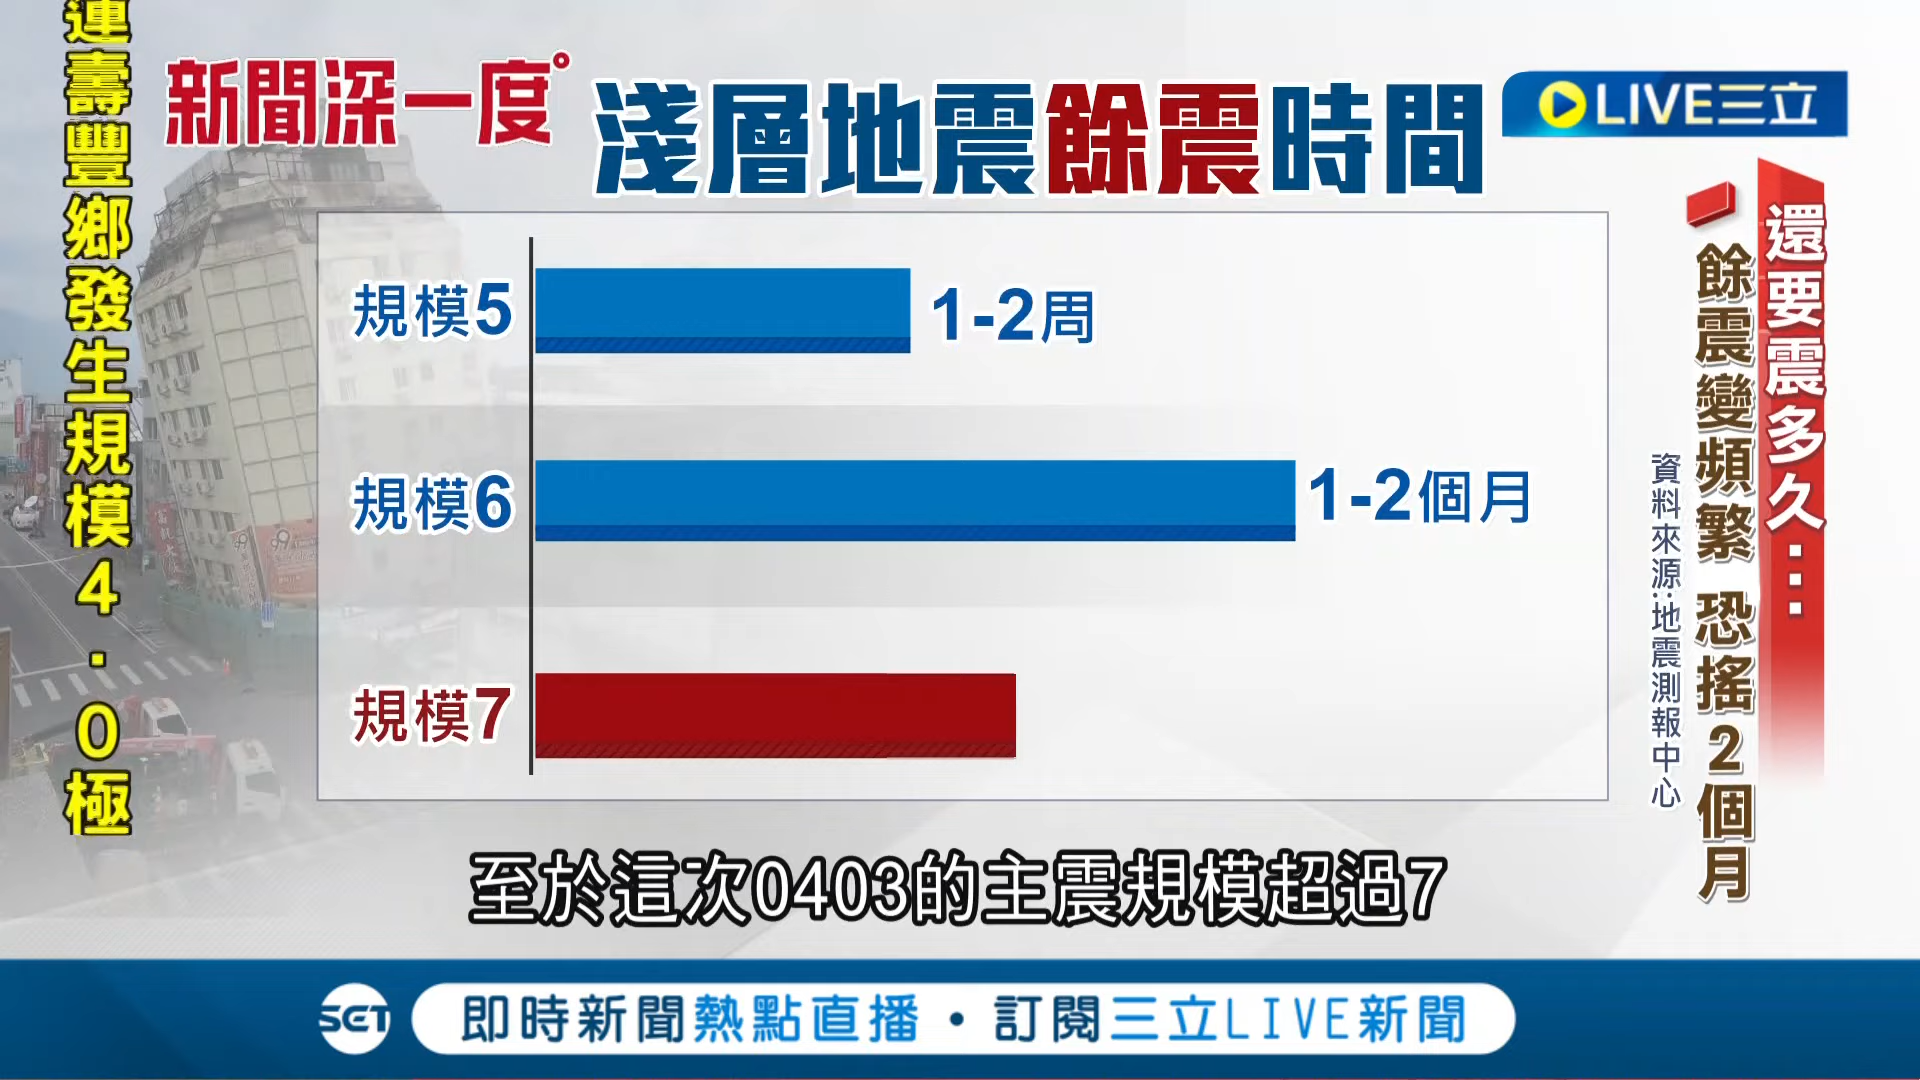 新聞深一度
淺層地震餘震時間
LIVE三立
連壽豐鄉發生規模4.0極
規模5
1-2周
規模6
1-2個月
規模7
還要震多久...
餘震變頻繁 恐搖2個月
資料來源:地震測報中心
至於這次0403的主震規模超過7
SET
即時新聞熱點直播・訂閱三立LIVE新聞